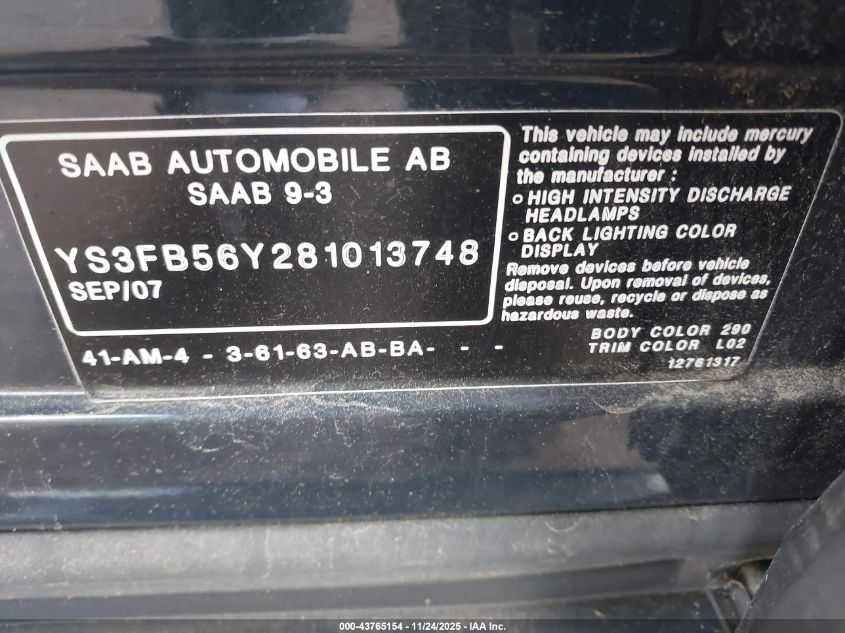 SAAB AUTOMOBILE AB
SAAB 9-3
YS3FB56Y281013748
SEP/07
41-AM-4 - 3-61-63-AB-BA- - -
This vehicle may include mercury
containing devices installed by
the manufacturer :
o HIGH INTENSITY DISCHARGE
HEADLAMPS
o BACK LIGHTING COLOR
DISPLAY
Remove devices before vehicle
disposal. Upon removal of devices,
please reuse, recycle or dispose as
hazardous waste.
BODY COLOR 290
TRIM COLOR L02
12761317
000-43765154 - 11/24/2025 - IAA Inc.